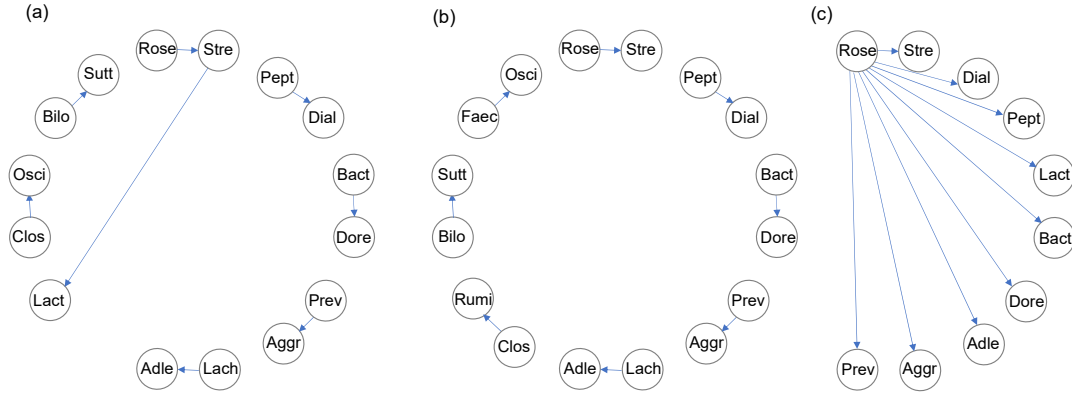 (a)
Rose
Stre
Sutt
Pept
Bilo
Dial
Osci
Bact
Clos
Dore
Lact
Prev
Aggr
Adle
Lach
(b)
Rose
Stre
Osci
Pept
Faec
Dial
Sutt
Bact
Bilo
Dore
Rumi
Prev
Clos
Aggr
Adle
Lach
(c)
Rose
Stre
Dial
Pept
Lact
Bact
Dore
Adle
Aggr
Prev